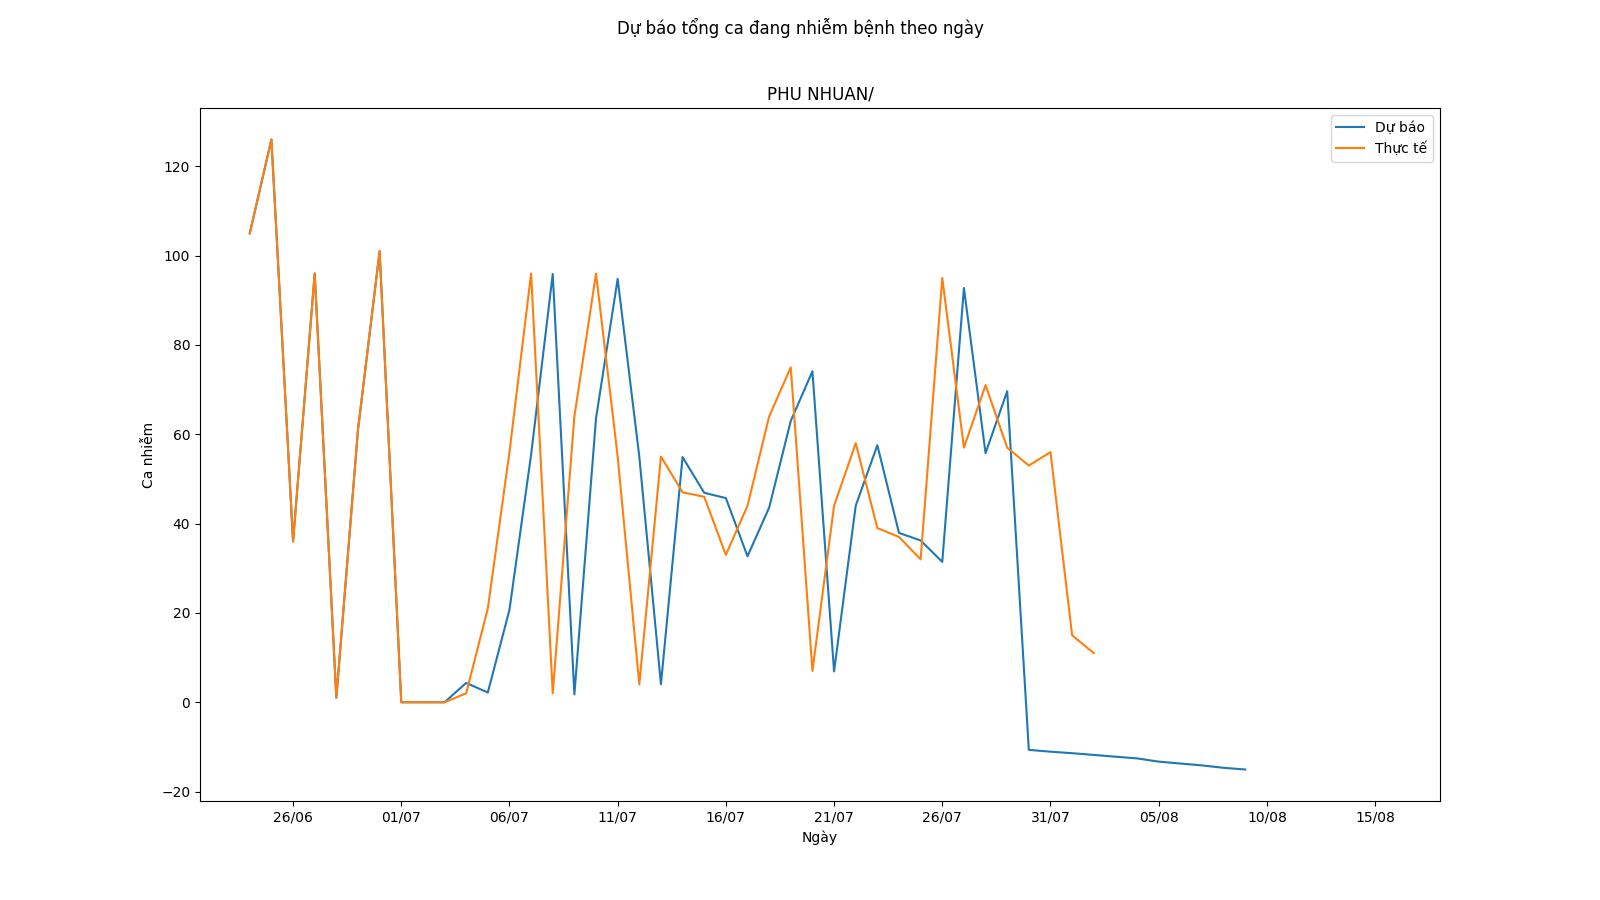 Dự báo tổng ca đang nhiễm bệnh theo ngày
PHU NHUAN/
Dự báo
Thực tế
Ca nhiễm
120
100
80
60
40
20
0
−20
26/06 01/07 06/07 11/07 16/07 21/07 26/07 31/07 05/08 10/08 15/08
Ngày